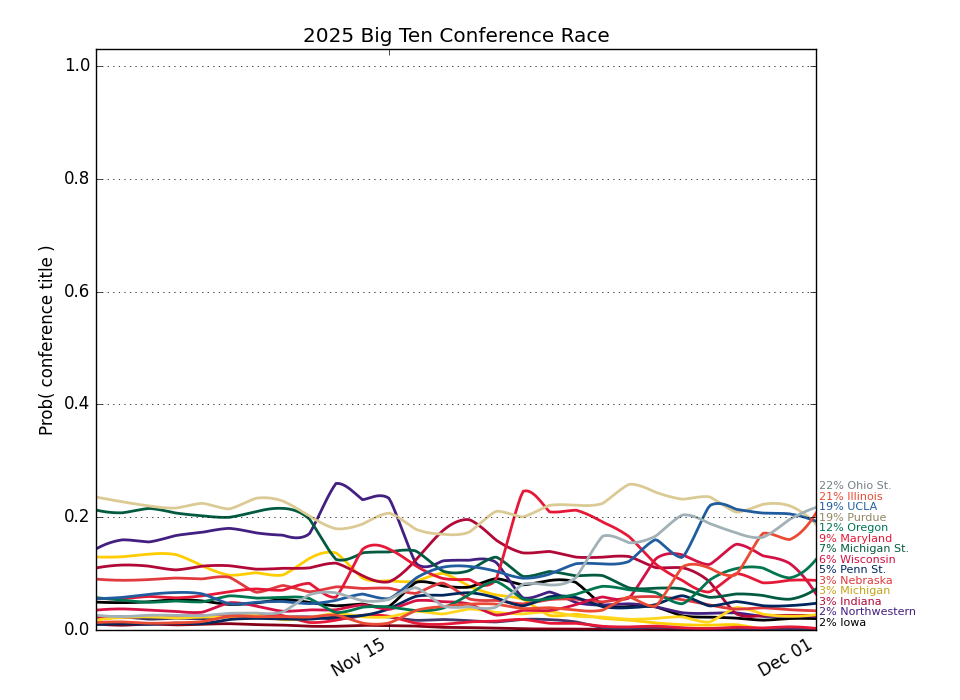 2025 Big Ten Conference Race
1.0
0.8
0.6
0.4
0.2
0.0
Prob( conference title )
Nov 15
Dec 01
22% Ohio St.
21% Illinois
19% UCLA
19% Purdue
12% Oregon
9% Maryland
7% Michigan St.
6% Wisconsin
5% Penn St.
3% Nebraska
3% Michigan
3% Indiana
2% Northwestern
2% Iowa